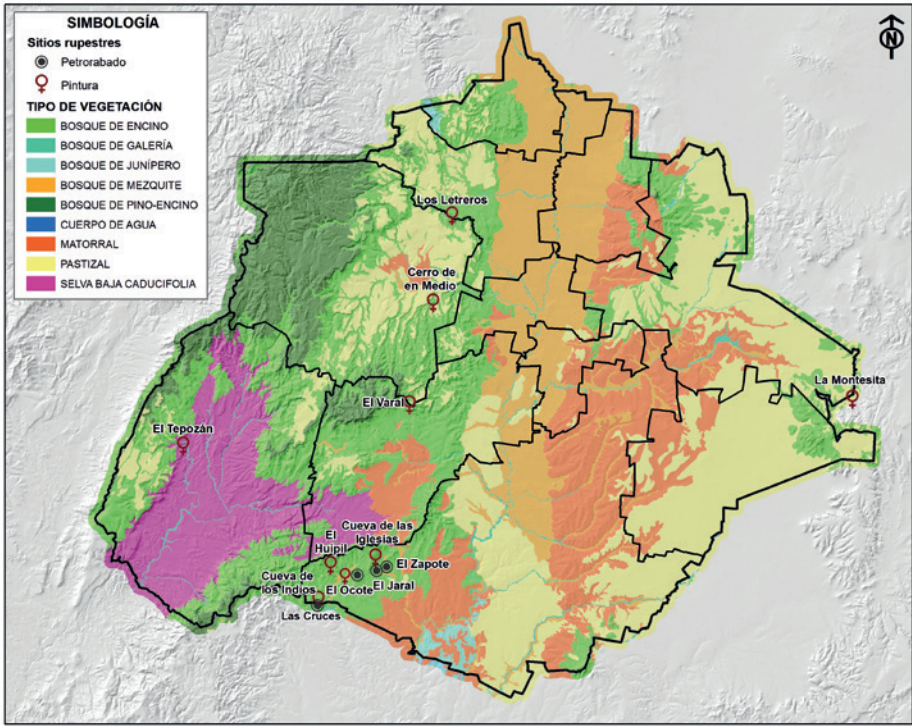 SIMBOLOGÍA
Sitios rupestres
Petrorabado
Pintura
TIPO DE VEGETACIÓN
BOSQUE DE ENCINO
BOSQUE DE GALERÍA
BOSQUE DE JUNÍPERO
BOSQUE DE MEZQUITE
BOSQUE DE PINO-ENCINO
CUERPO DE AGUA
MATORRAL
PASTIZAL
SELVA BAJA CADUCIFOLIA
N
Los Letreros
Cerro de
en Medio
La Montesita
El Varal
El Tepozán
Cueva de las
Iglesias
El
Huipil
El Zapote
El Jaral
Cueva de
los Indios
El Ocote
Las Cruces